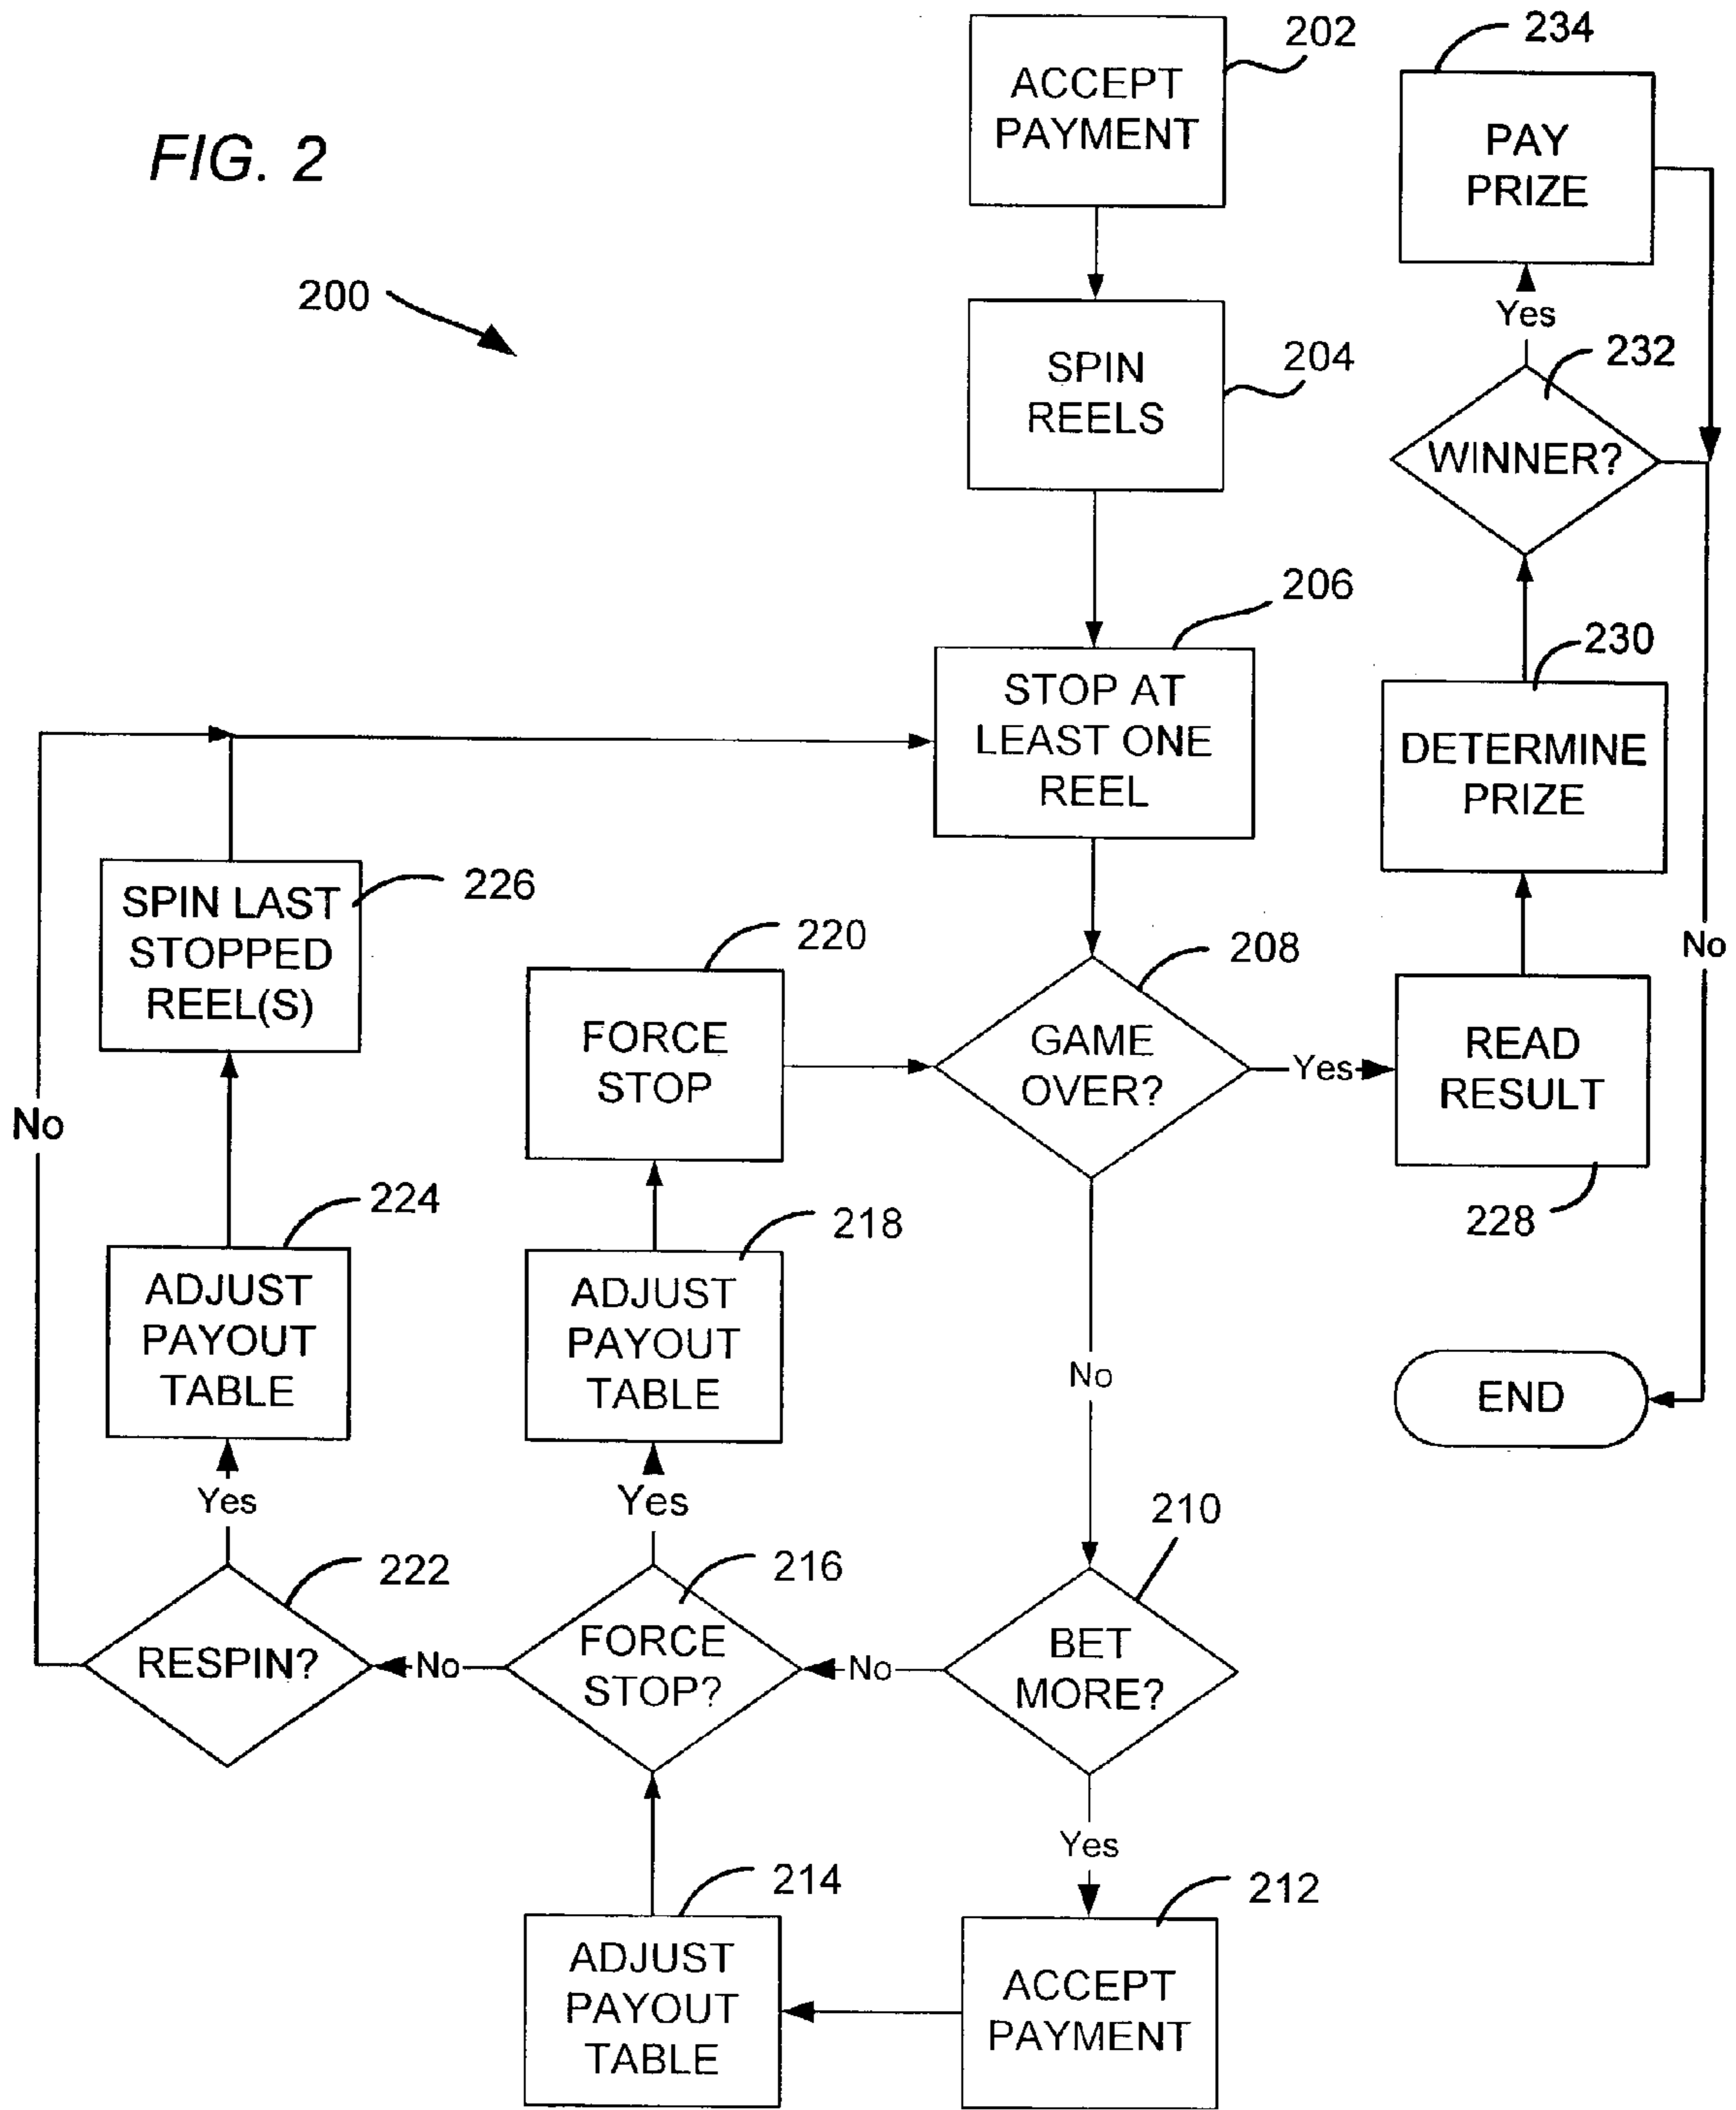 FIG. 2
200
202
ACCEPT
PAYMENT
204
SPIN
REELS
206
STOP AT
LEAST ONE
REEL
208
GAME
OVER?
Yes
No
210
BET
MORE?
No
Yes
212
ACCEPT
PAYMENT
214
ADJUST
PAYOUT
TABLE
216
FORCE
STOP?
Yes
No
218
ADJUST
PAYOUT
TABLE
220
FORCE
STOP
222
RESPIN?
Yes
No
224
ADJUST
PAYOUT
TABLE
226
SPIN LAST
STOPPED
REEL(S)
228
READ
RESULT
230
DETERMINE
PRIZE
232
WINNER?
Yes
No
234
PAY
PRIZE
END